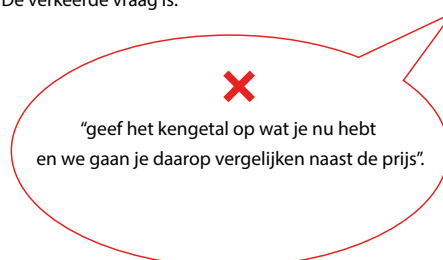 De verkeerde vraag is:
“geef het kengetal op wat je nu hebt
en we gaan je daarop vergelijken naast de prijs”.